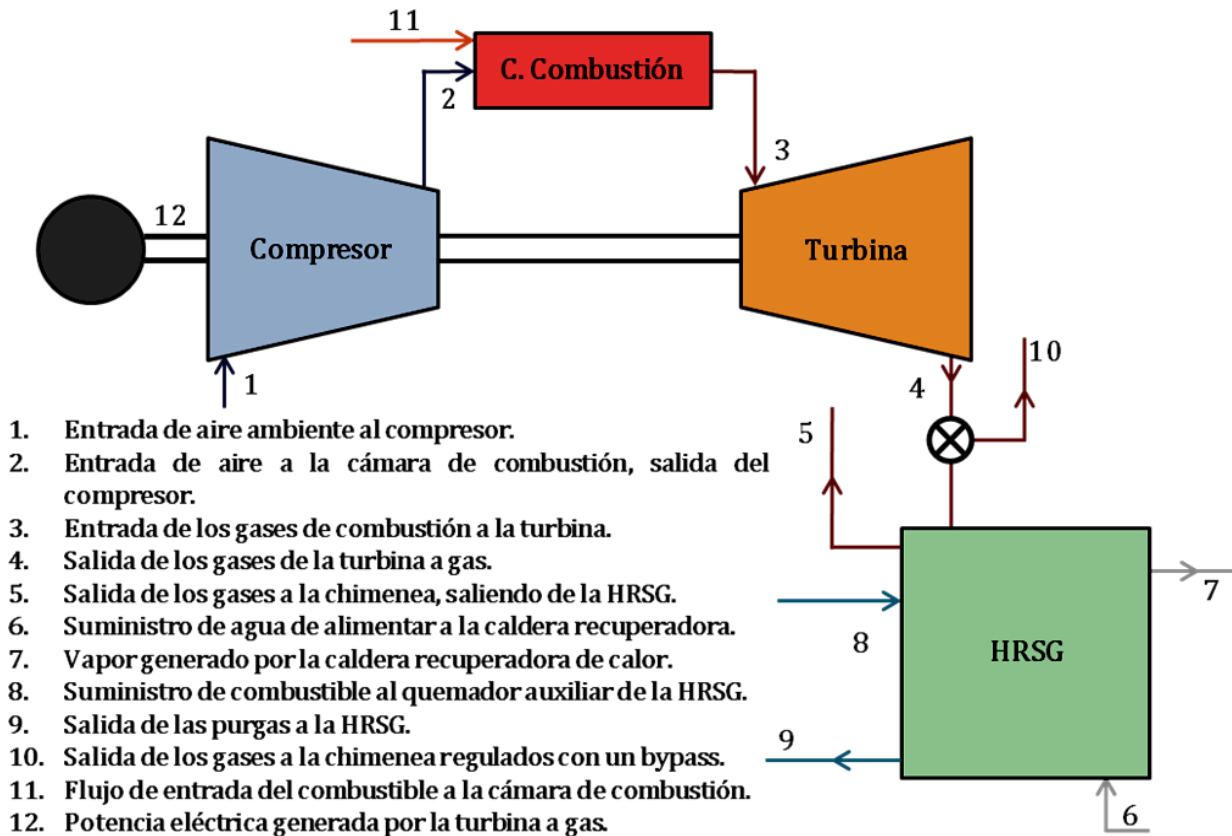 11
C. Combustión
2
3
12
Compresor
Turbina
1
4
10
5
1. Entrada de aire ambiente al compresor.
2. Entrada de aire a la cámara de combustión, salida del
compresor.
3. Entrada de los gases de combustión a la turbina.
4. Salida de los gases de la turbina a gas.
5. Salida de los gases a la chimenea, saliendo de la HRSG.
6. Suministro de agua de alimentar a la caldera recuperadora.
7. Vapor generado por la caldera recuperadora de calor.
8. Suministro de combustible al quemador auxiliar de la HRSG.
9. Salida de las purgas a la HRSG.
10. Salida de los gases a la chimenea regulados con un bypass.
11. Flujo de entrada del combustible a la cámara de combustión.
12. Potencia eléctrica generada por la turbina a gas.
7
8
HRSG
9
6